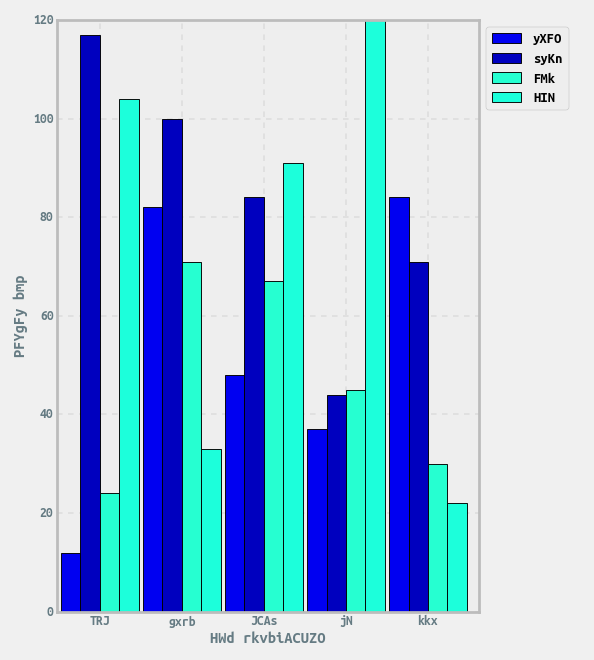 120
100
80
60
40
20
0
PFYgFy bmp
TRJ gxrb JCAs jN kkx
HWd rkvbiACUZO
yXFO
syKn
FMk
HIN